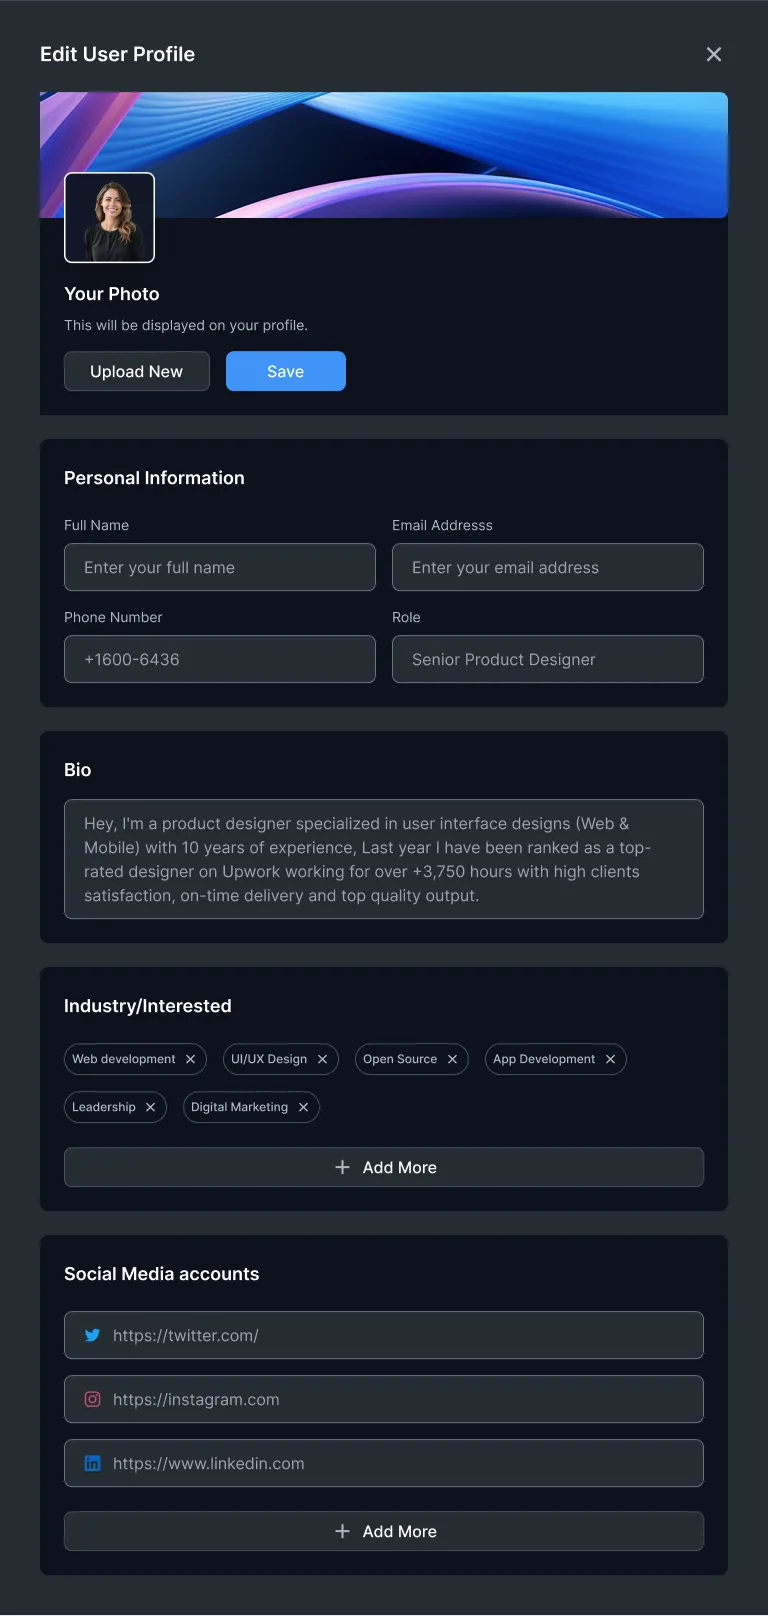 Edit User Profile
Your Photo
This will be displayed on your profile.
Upload New
Save
Personal Information
Full Name
Email Addresss
Enter your full name
Enter your email address
Phone Number
Role
+1600-6436
Senior Product Designer
Bio
Hey, I'm a product designer specialized in user interface designs (Web &
Mobile) with 10 years of experience, Last year I have been ranked as a top-
rated designer on Upwork working for over +3,750 hours with high clients
satisfaction, on-time delivery and top quality output.
Industry/Interested
Web development
UI/UX Design
Open Source
App Development
Leadership
Digital Marketing
Add More
Social Media accounts
https://twitter.com/
https://instagram.com
https://www.linkedin.com
Add More